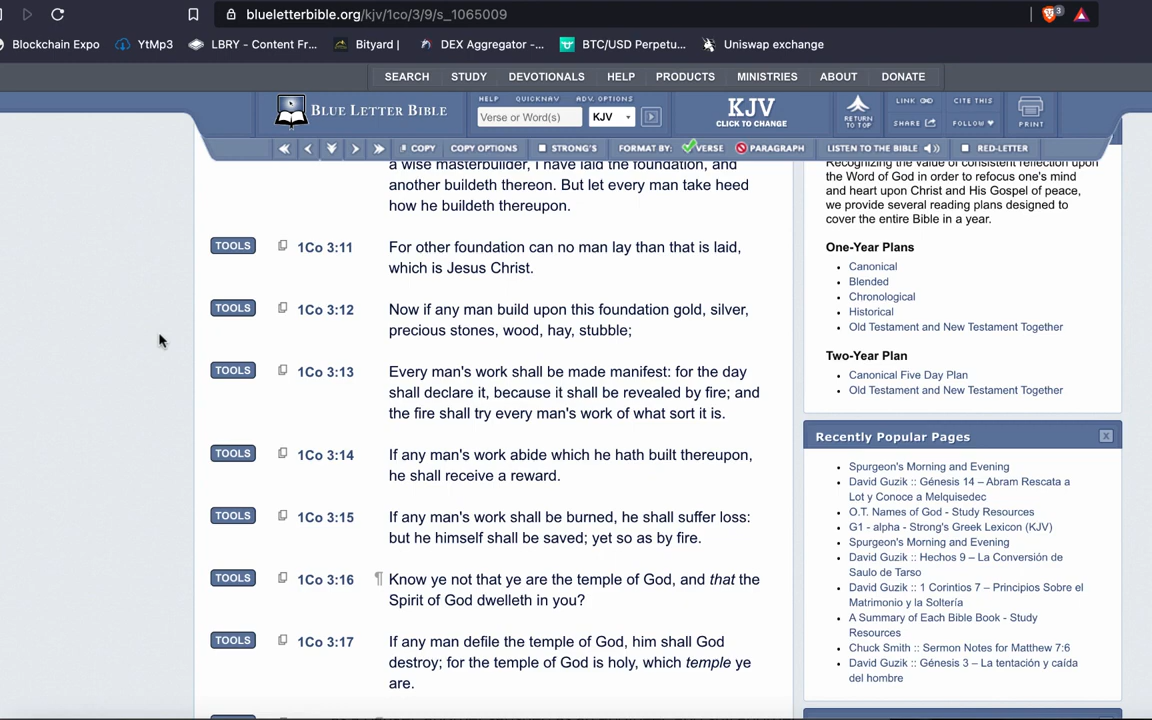 blueletterbible.org/kjv/1co/3/9/s_1065009
3
Blockchain Expo
YtMp3
LBRY - Content Fr...
Bityard |
DEX Aggregator -...
BTC/USD Perpetu...
Uniswap exchange
SEARCH STUDY DEVOTIONALS HELP PRODUCTS MINISTRIES ABOUT DONATE
BLUE LETTER BIBLE
HELP QUICKNAV ADV. OPTIONS
Verse or Word(s)
KJV
KJV
CLICK TO CHANGE
RETURN
TO TOP
LINK
CITE THIS
SHARE
FOLLOW
PRINT
COPY
COPY OPTIONS
STRONG'S
FORMAT BY:
VERSE
PARAGRAPH
LISTEN TO THE BIBLE
RED-LETTER
a wise masterbuilder, I have laid the foundation, and
another buildeth thereon. But let every man take heed
how he buildeth thereupon.
TOOLS
1Co 3:11
For other foundation can no man lay than that is laid,
which is Jesus Christ.
TOOLS
1Co 3:12
Now if any man build upon this foundation gold, silver,
precious stones, wood, hay, stubble;
TOOLS
1Co 3:13
Every man's work shall be made manifest: for the day
shall declare it, because it shall be revealed by fire; and
the fire shall try every man's work of what sort it is.
TOOLS
1Co 3:14
If any man's work abide which he hath built thereupon,
he shall receive a reward.
TOOLS
1Co 3:15
If any man's work shall be burned, he shall suffer loss:
but he himself shall be saved; yet so as by fire.
TOOLS
1Co 3:16
¶ Know ye not that ye are the temple of God, and that the
Spirit of God dwelleth in you?
TOOLS
1Co 3:17
If any man defile the temple of God, him shall God
destroy; for the temple of God is holy, which temple ye
are.
Recognizing the value of consistent reflection upon
the Word of God in order to refocus one's mind
and heart upon Christ and His Gospel of peace,
we provide several reading plans designed to
cover the entire Bible in a year.
One-Year Plans
• Canonical
• Blended
• Chronological
• Historical
• Old Testament and New Testament Together
Two-Year Plan
• Canonical Five Day Plan
• Old Testament and New Testament Together
Recently Popular Pages
x
• Spurgeon's Morning and Evening
• David Guzik :: Génesis 14 – Abram Rescata a
Lot y Conoce a Melquisedec
• O.T. Names of God - Study Resources
• G1 - alpha - Strong's Greek Lexicon (KJV)
• Spurgeon's Morning and Evening
• David Guzik :: Hechos 9 – La Conversión de
Saulo de Tarso
• David Guzik :: 1 Corintios 7 – Principios Sobre el
Matrimonio y la Soltería
• A Summary of Each Bible Book - Study
Resources
• Chuck Smith :: Sermon Notes for Matthew 7:6
• David Guzik :: Génesis 3 – La tentación y caída
del hombre